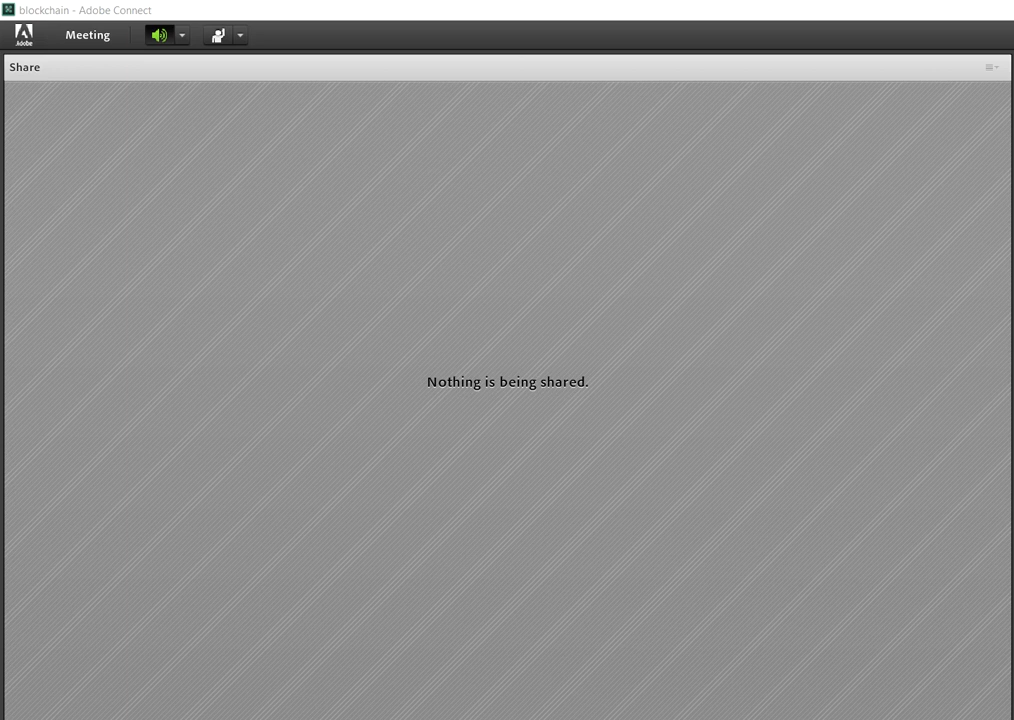 blockchain - Adobe Connect
Adobe
Meeting
Share
Nothing is being shared.